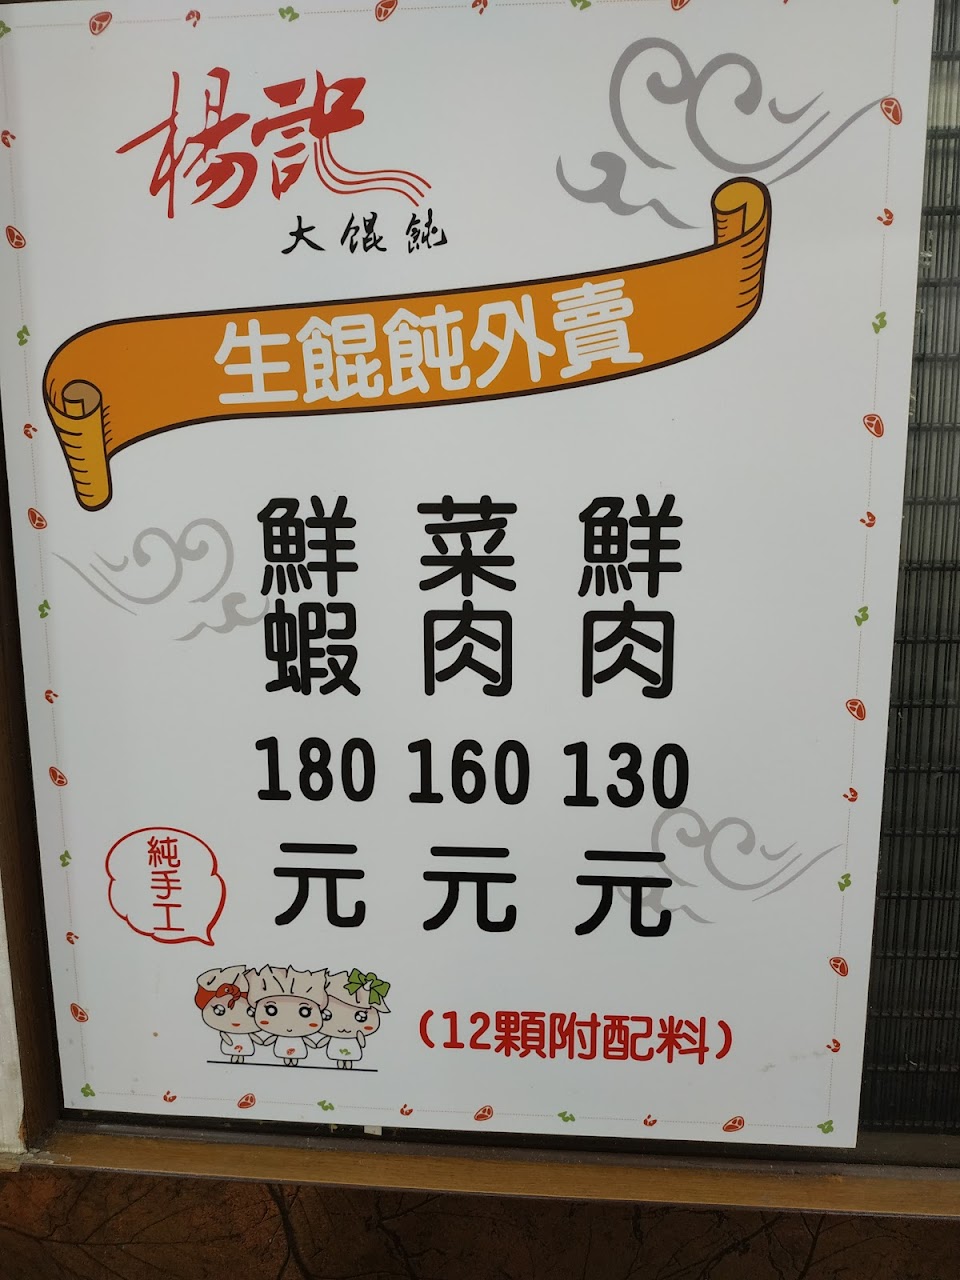 楊記
大餛飩
生餛飩外賣
鮮肉
130
元
菜肉
160
元
鮮蝦
180
元
純手工
(12顆附配料)